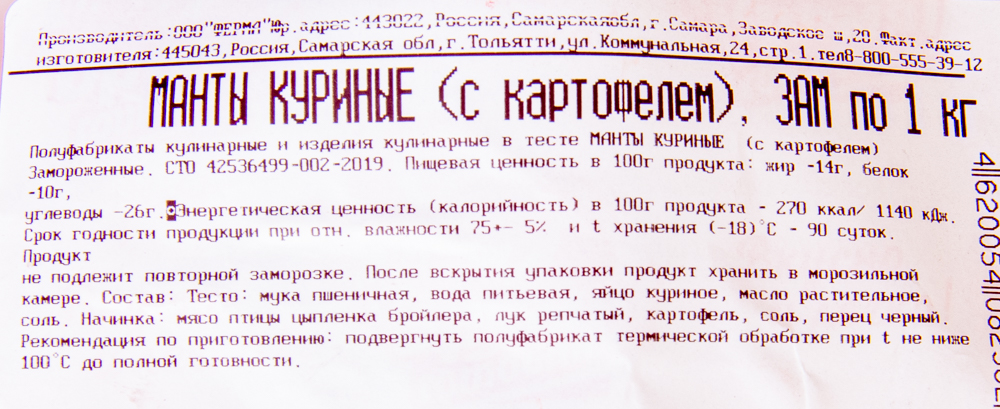 Производитель:ООО"ФЕРМА"Юр.адрес:443022,Россия,Самарскаяобл,г.Самара,Заводское ш,20.Факт.адрес
изготовителя:445043,Россия,Самарская обл,г.Тольятти,ул.Коммунальная,24,стр.1.тел8-800-555-39-12
МАНТЫ КУРИНЫЕ (с картофелем), ЗАМ по 1 кг
Полуфабрикаты кулинарные и изделия кулинарные в тесте МАНТЫ КУРИНЫЕ (с картофелем)
Замороженные. СТО 42536499-002-2019. Пищевая ценность в 100г продукта: жир -14г, белок
-10г,
углеводы -26г. Энергетическая ценность (калорийность) в 100г продукта - 270 ккал/ 1140 кДж.
Срок годности продукции при отн. влажности 75+- 5% и t хранения (-18)°С - 90 суток.
Продукт
не подлежит повторной заморозке. После вскрытия упаковки продукт хранить в морозильной
камере. Состав: Тесто: мука пшеничная, вода питьевая, яйцо куриное, масло растительное,
соль. Начинка: мясо птицы цыпленка бройлера, лук репчатый, картофель, соль, перец черный.
Рекомендация по приготовлению: подвергнуть полуфабрикат термической обработке при t не ниже
100°С до полной готовности.